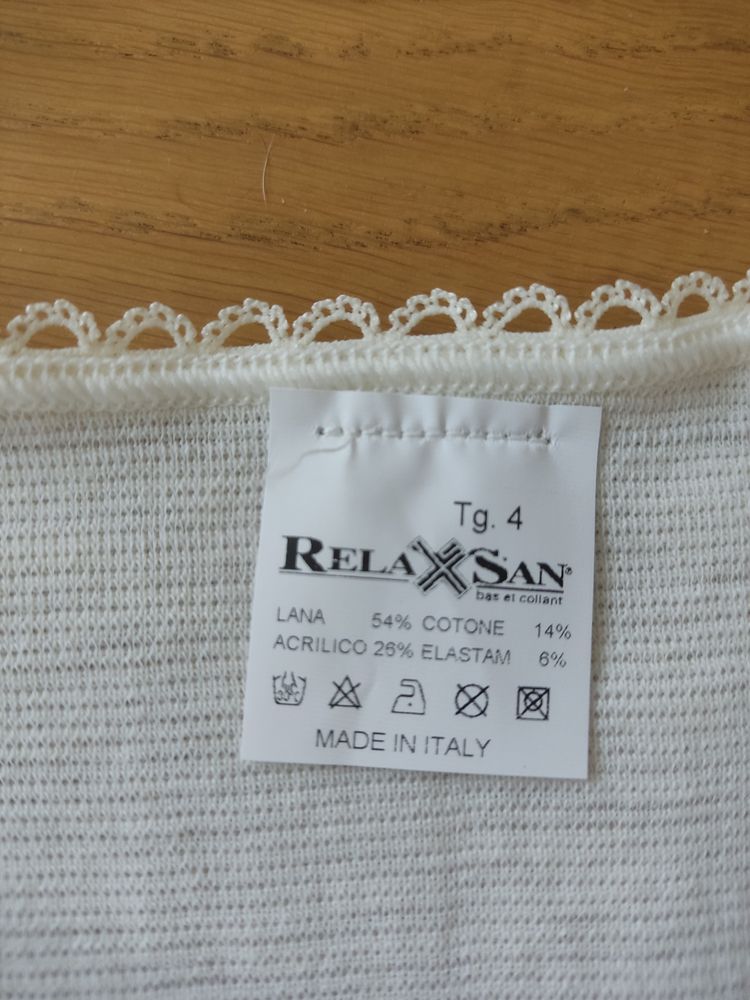 Tg. 4
RELAXSAN®
bas et collant
LANA 54% COTONE 14%
ACRILICO 26% ELASTAM 6%
MADE IN ITALY